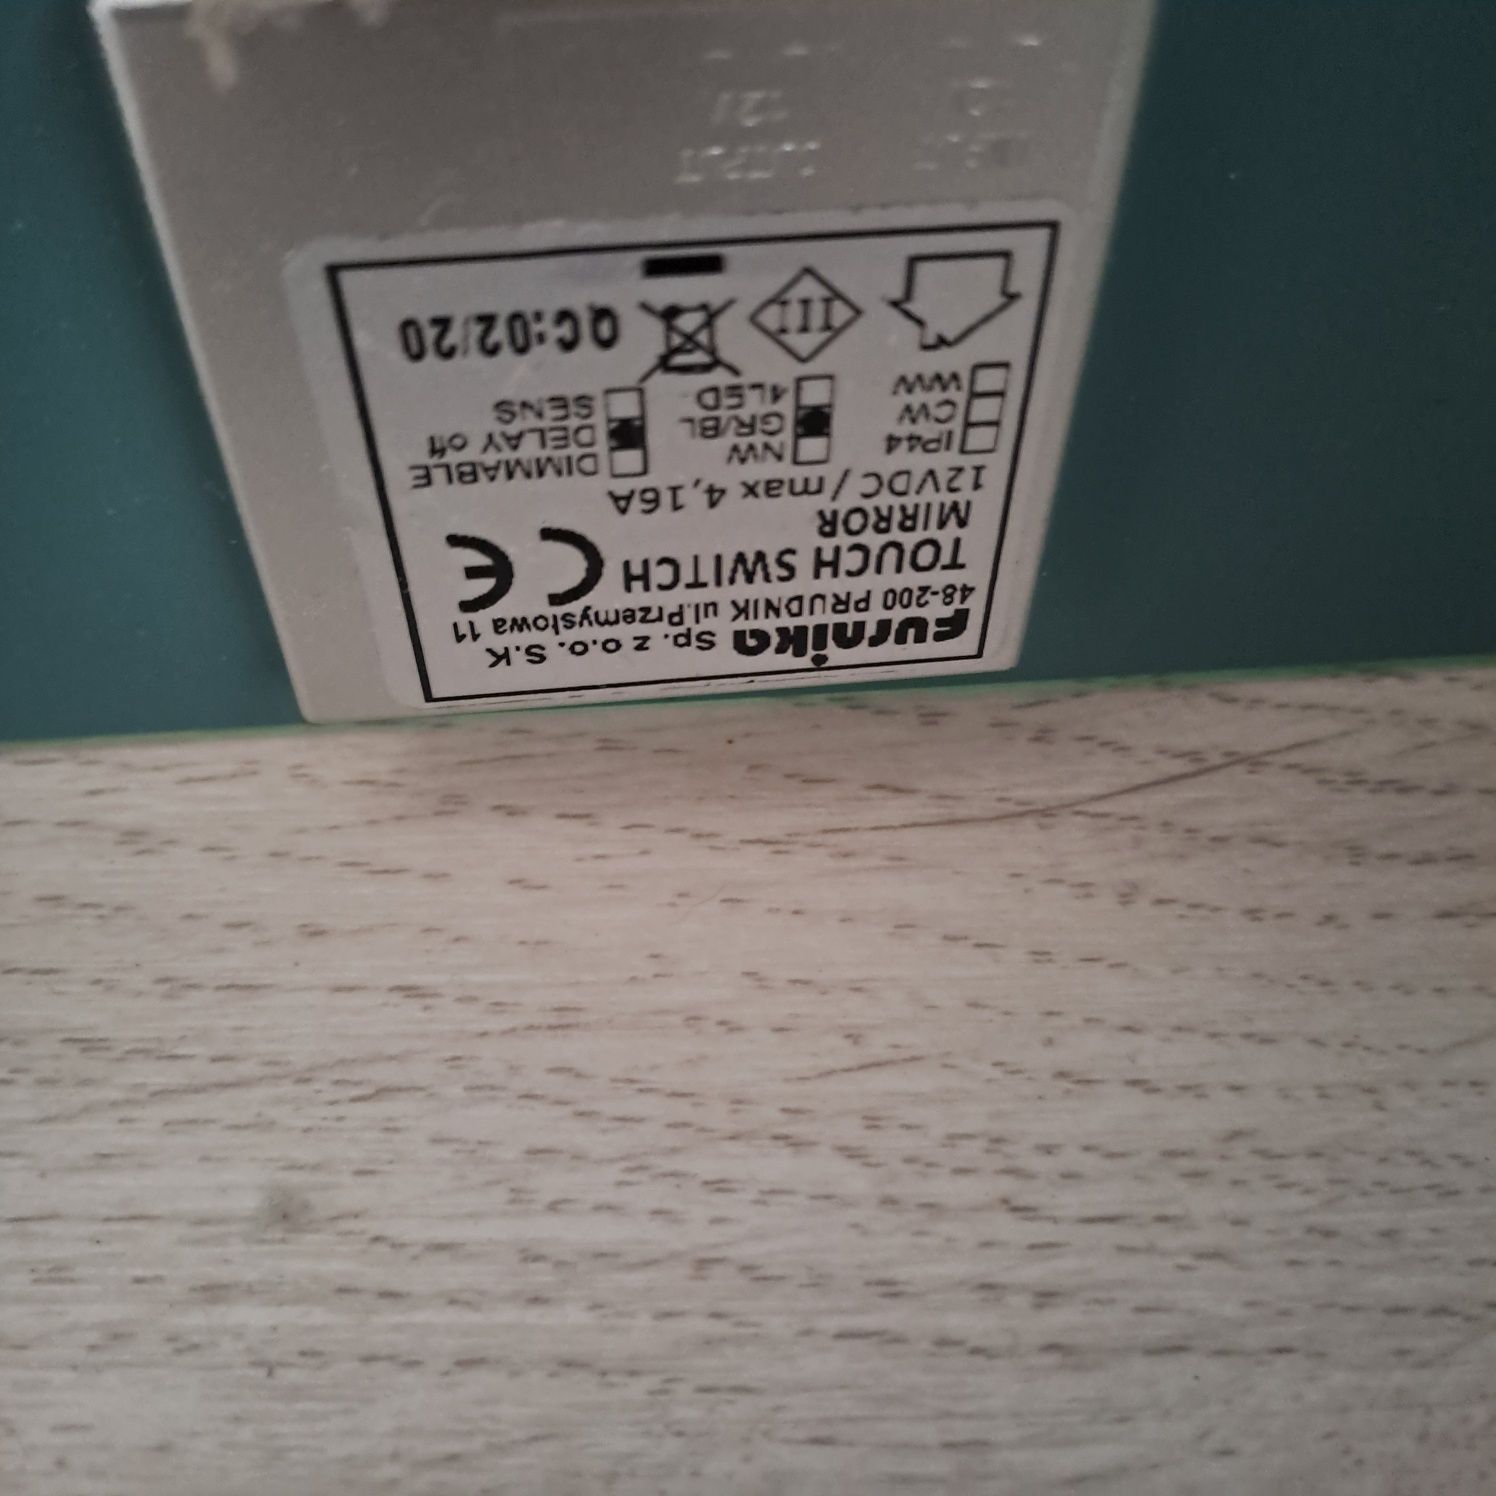 Furnika Sp. z o.o. S.K
48-200 PRUDNIK ul.Przemysłowa 11
TOUCH SWITCH CE
MIRROR
12VDC / max 4,16A
IP44 NW DIMMABLE
CW GR/BL DELAY off
WW 4LED SENS
III QC:02/20
OUTPUT